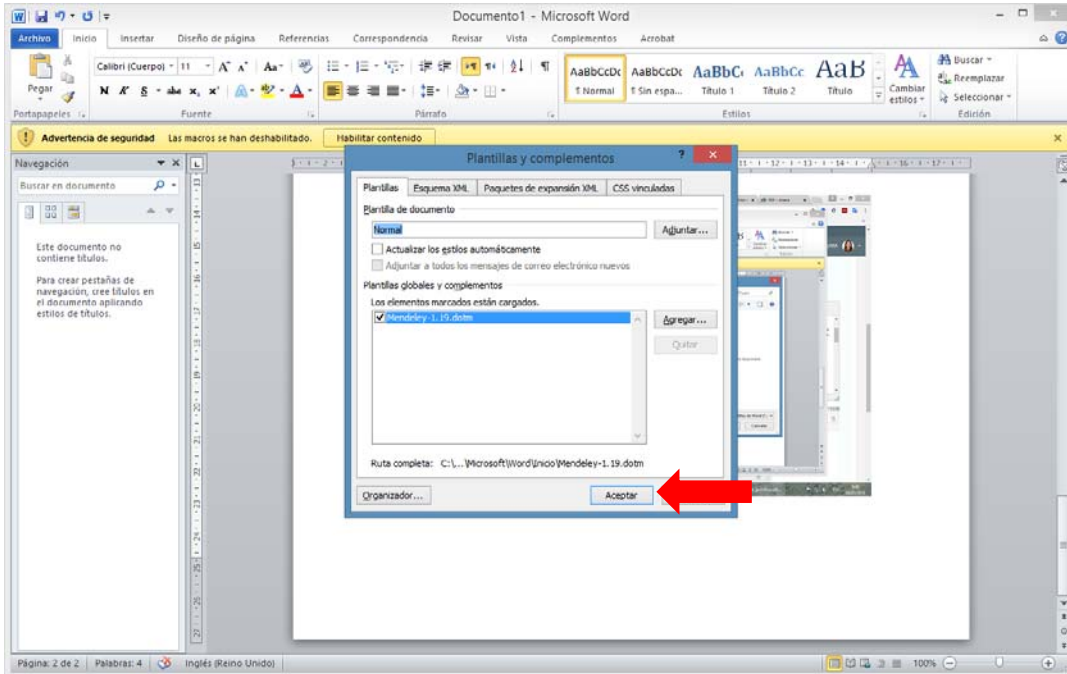 Documento1 - Microsoft Word
Archivo Inicio Insertar Diseño de página Referencias Correspondencia Revisar Vista Complementos Acrobat
Pegar
Calibri (Cuerpo) 11
N K S abc x₂ x²
AaBbCcDc AaBbCcDc AaBbCc AaBbCc AaB
¶ Normal ¶ Sin espa... Título 1 Título 2 Título
Cambiar estilos
Buscar
Reemplazar
Seleccionar
Portapapeles Fuente Párrafo Estilos Edición
Advertencia de seguridad Las macros se han deshabilitado. Habilitar contenido
Navegación
Buscar en documento
Este documento no
contiene títulos.
Para crear pestañas de
navegación, cree títulos en
el documento aplicando
estilos de títulos.
Plantillas y complementos
Plantillas Esquema XML Paquetes de expansión XML CSS vinculadas
Plantilla de documento
Normal Adjuntar...
Actualizar los estilos automáticamente
Adjuntar a todos los mensajes de correo electrónico nuevos
Plantillas globales y complementos
Los elementos marcados están cargados.
Mendeley-1.19.dotm
Agregar...
Quitar
Ruta completa: C:\... \Microsoft\Word\Inicio\Mendeley-1.19.dotm
Organizador... Aceptar
Página: 2 de 2 Palabras: 4 Inglés (Reino Unido) 100%